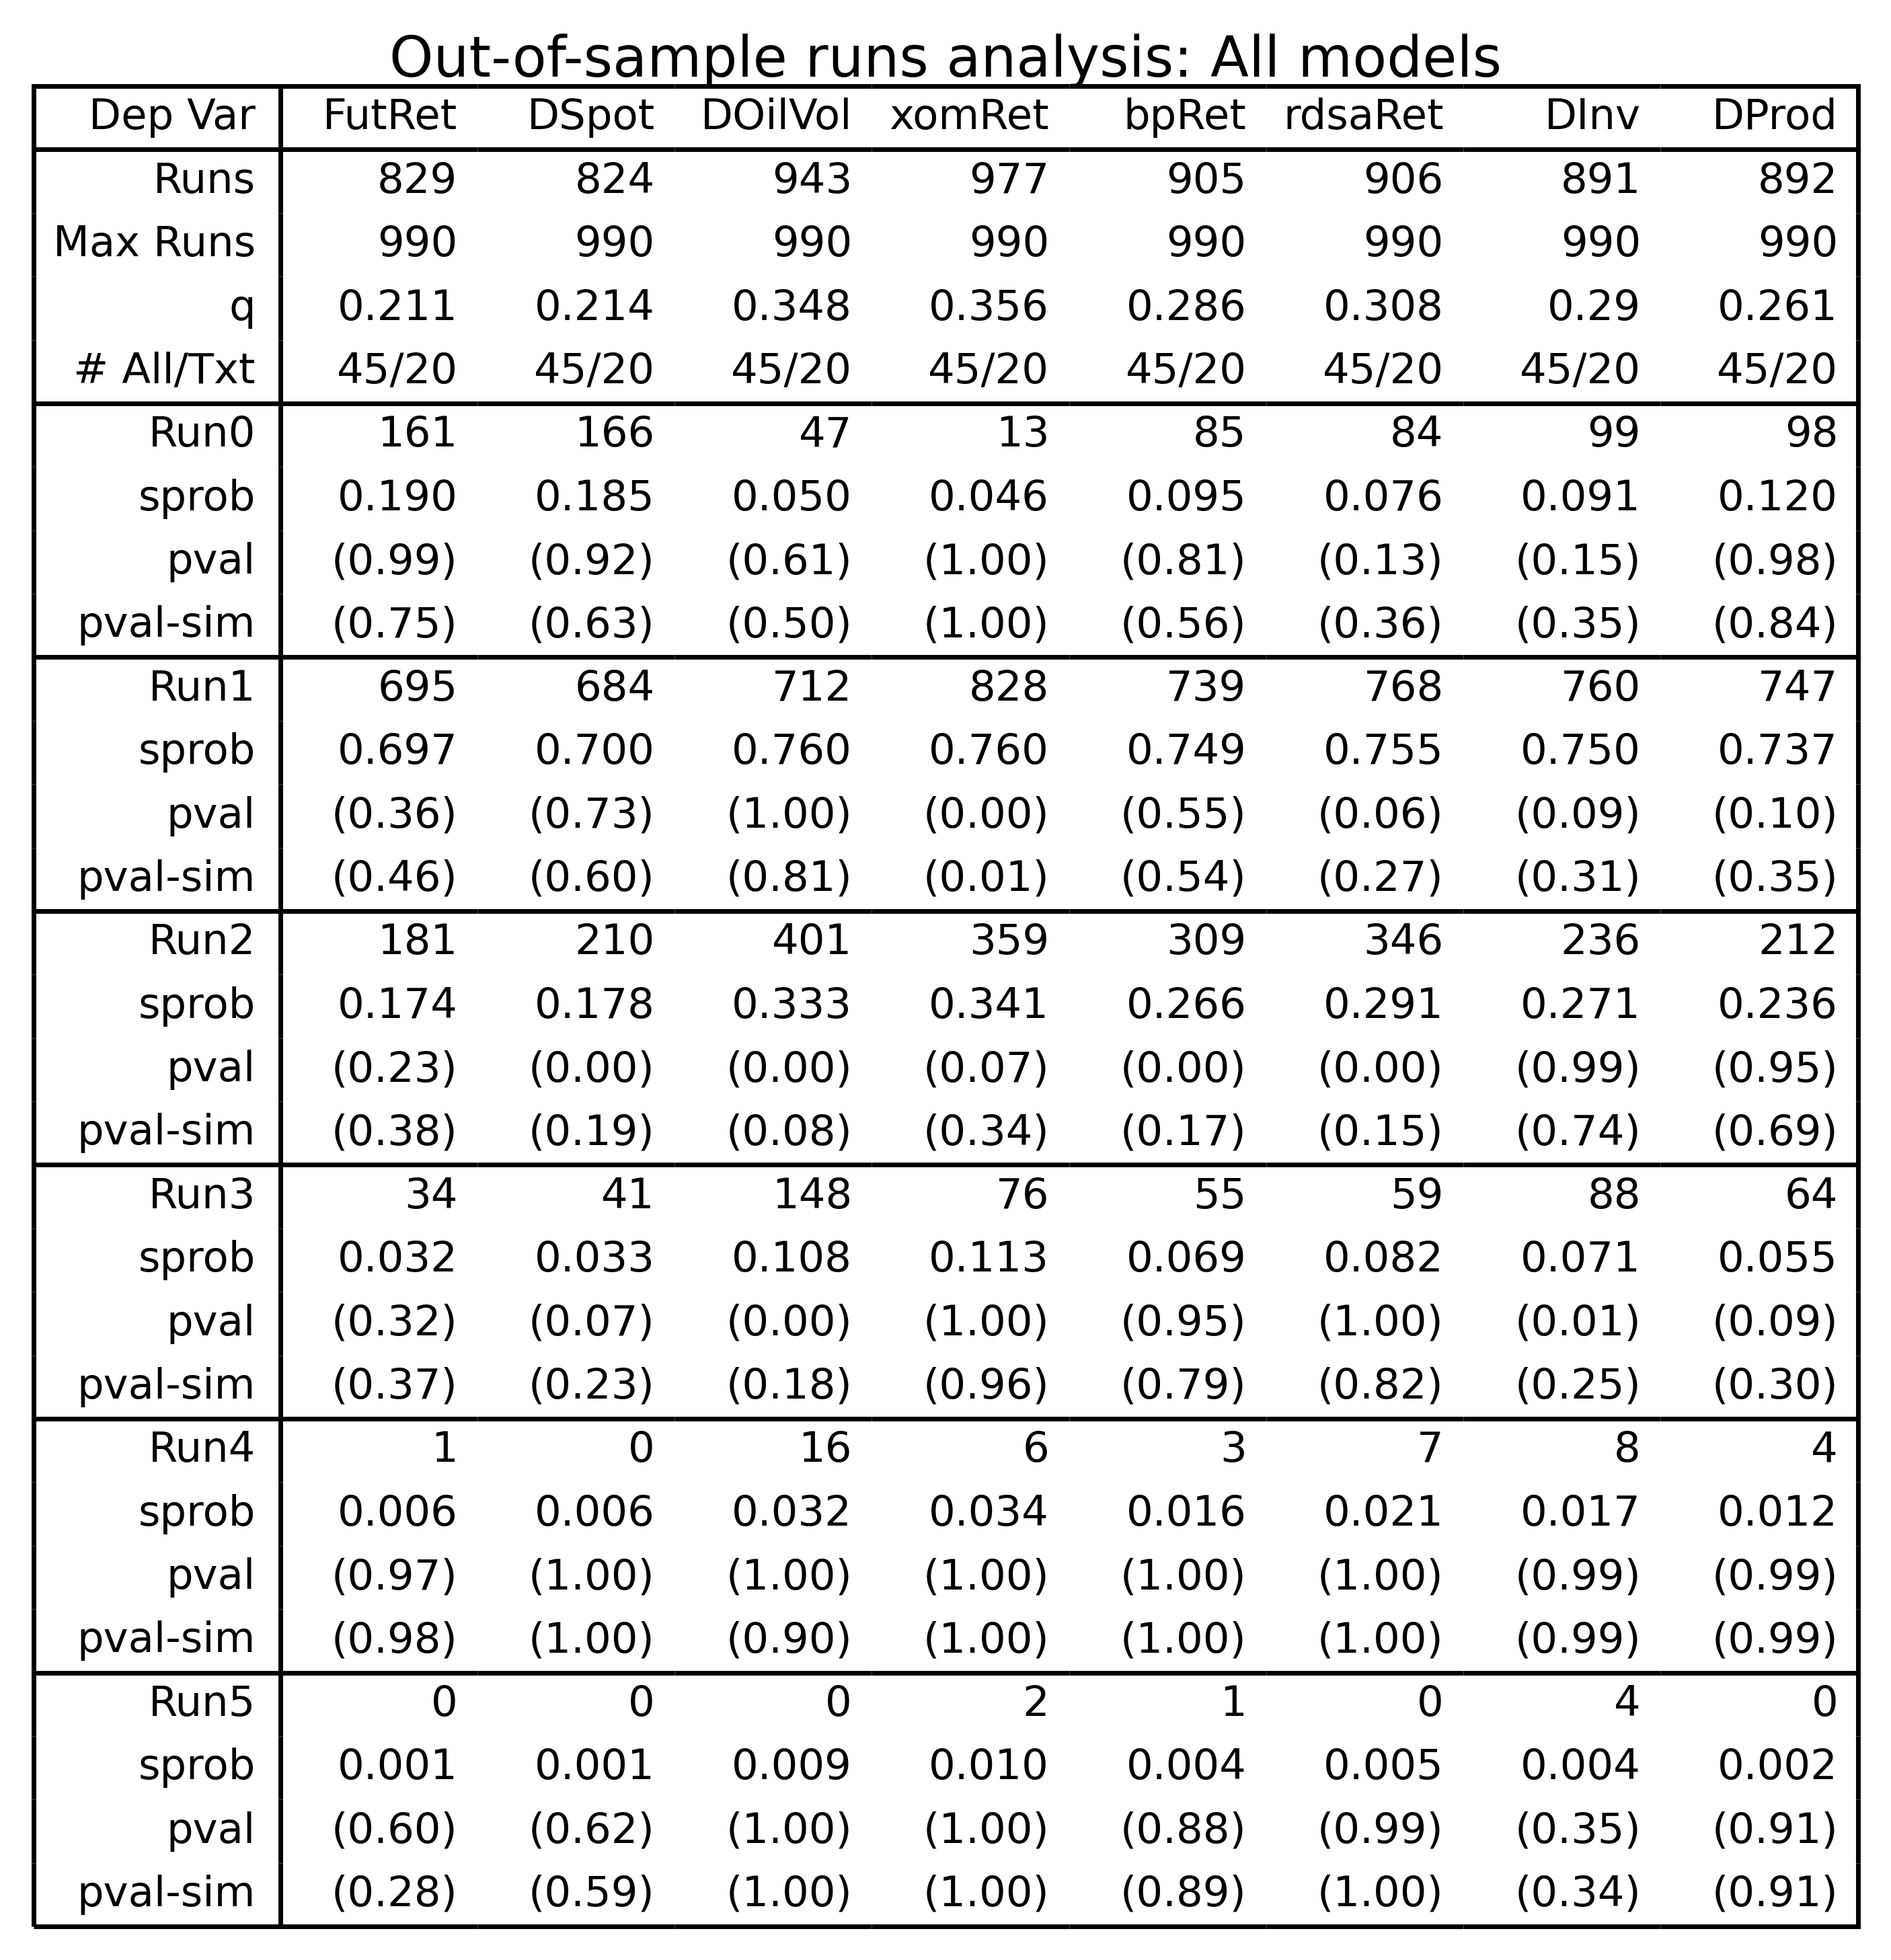 Out-of-sample runs analysis: All models
Dep Var FutRet DSpot DOilVol xomRet bpRet rdsaRet DInv DProd
Runs 829 824 943 977 905 906 891 892
Max Runs 990 990 990 990 990 990 990 990
q 0.211 0.214 0.348 0.356 0.286 0.308 0.29 0.261
# All/Txt 45/20 45/20 45/20 45/20 45/20 45/20 45/20 45/20
Run0 161 166 47 13 85 84 99 98
sprob 0.190 0.185 0.050 0.046 0.095 0.076 0.091 0.120
pval (0.99) (0.92) (0.61) (1.00) (0.81) (0.13) (0.15) (0.98)
pval-sim (0.75) (0.63) (0.50) (1.00) (0.56) (0.36) (0.35) (0.84)
Run1 695 684 712 828 739 768 760 747
sprob 0.697 0.700 0.760 0.760 0.749 0.755 0.750 0.737
pval (0.36) (0.73) (1.00) (0.00) (0.55) (0.06) (0.09) (0.10)
pval-sim (0.46) (0.60) (0.81) (0.01) (0.54) (0.27) (0.31) (0.35)
Run2 181 210 401 359 309 346 236 212
sprob 0.174 0.178 0.333 0.341 0.266 0.291 0.271 0.236
pval (0.23) (0.00) (0.00) (0.07) (0.00) (0.00) (0.99) (0.95)
pval-sim (0.38) (0.19) (0.08) (0.34) (0.17) (0.15) (0.74) (0.69)
Run3 34 41 148 76 55 59 88 64
sprob 0.032 0.033 0.108 0.113 0.069 0.082 0.071 0.055
pval (0.32) (0.07) (0.00) (1.00) (0.95) (1.00) (0.01) (0.09)
pval-sim (0.37) (0.23) (0.18) (0.96) (0.79) (0.82) (0.25) (0.30)
Run4 1 0 16 6 3 7 8 4
sprob 0.006 0.006 0.032 0.034 0.016 0.021 0.017 0.012
pval (0.97) (1.00) (1.00) (1.00) (1.00) (1.00) (0.99) (0.99)
pval-sim (0.98) (1.00) (0.90) (1.00) (1.00) (1.00) (0.99) (0.99)
Run5 0 0 0 2 1 0 4 0
sprob 0.001 0.001 0.009 0.010 0.004 0.005 0.004 0.002
pval (0.60) (0.62) (1.00) (1.00) (0.88) (0.99) (0.35) (0.91)
pval-sim (0.28) (0.59) (1.00) (1.00) (0.89) (1.00) (0.34) (0.91)